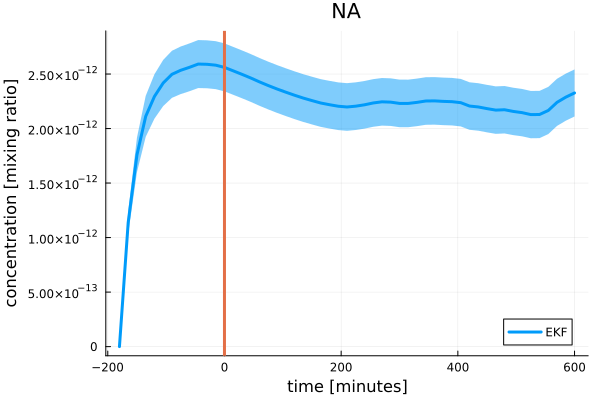 NA
concentration [mixing ratio]
2.50×10⁻¹²
2.00×10⁻¹²
1.50×10⁻¹²
1.00×10⁻¹²
5.00×10⁻¹³
0
EKF
−200 0 200 400 600
time [minutes]